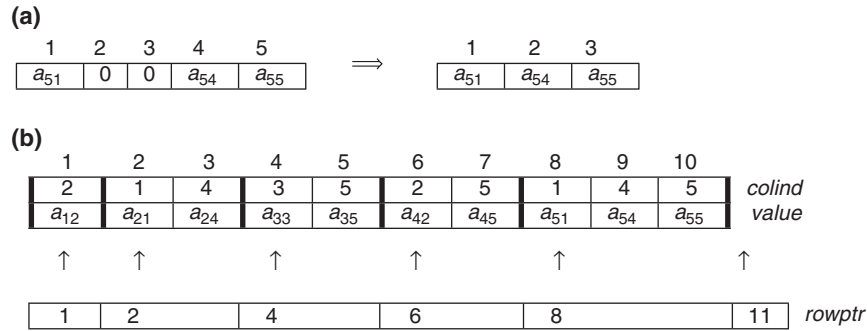 (a)
1 2 3 4 5 1 2 3
a51 0 0 a54 a55 ⟹ a51 a54 a55
(b)
1 2 3 4 5 6 7 8 9 10
2 1 4 3 5 2 5 1 4 5 colind
a12 a21 a24 a33 a35 a42 a45 a51 a54 a55 value
↑ ↑ ↑ ↑ ↑ ↑
1 2 4 6 8 11 rowptr